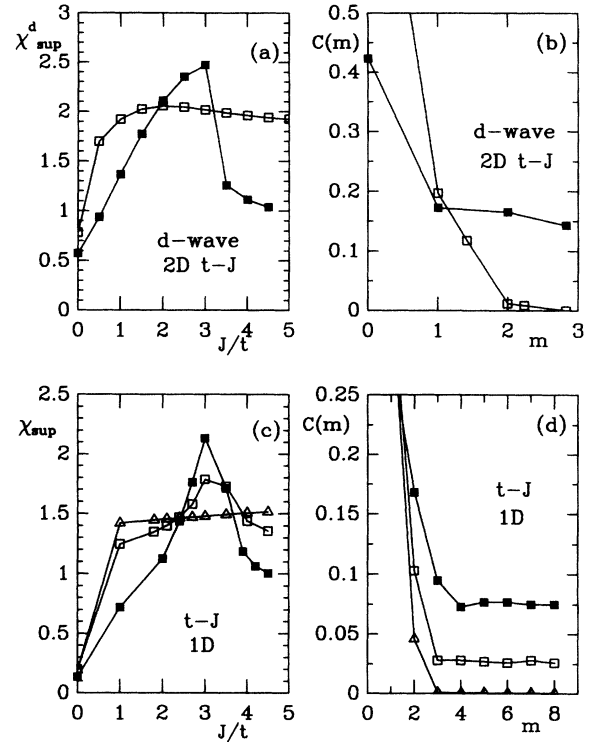 χᵈsup
3
2.5
2
1.5
1
0.5
0
(a)
d-wave
2D t-J
0 1 2 3 4 5
J/t
0.5
C(m)
0.4
0.3
0.2
0.1
0
(b)
d-wave
2D t-J
0 1 2 m 3
2.5
χsup
2
1.5
1
0.5
0
(c)
t-J
1D
0 1 2 3 4 5
J/t
0.25
C(m)
0.2
0.15
0.1
0.05
0
(d)
t-J
1D
0 2 4 6 m 8